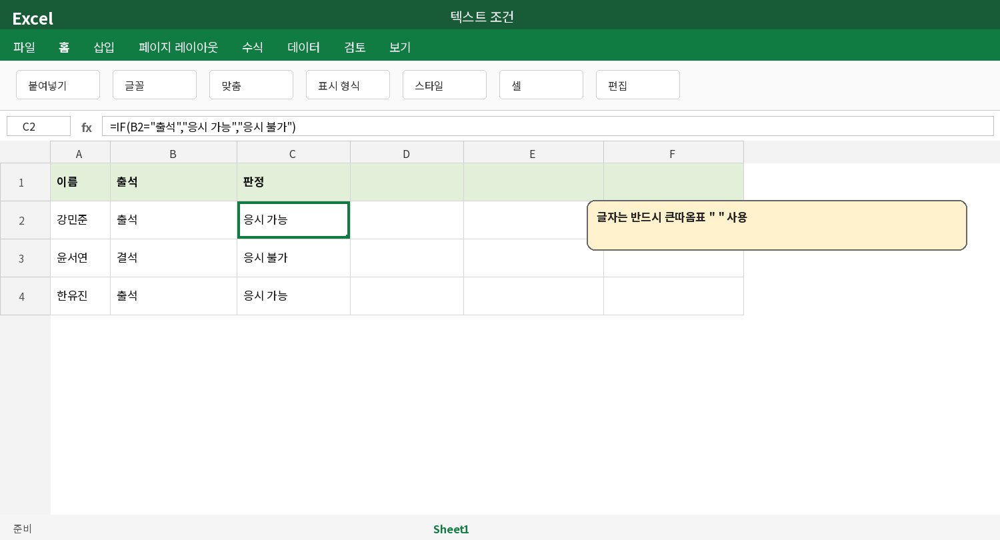 Excel
텍스트 조건
파일 홈 삽입 페이지 레이아웃 수식 데이터 검토 보기
붙여넣기 글꼴 맞춤 표시 형식 스타일 셀 편집
C2 fx =IF(B2="출석","응시 가능","응시 불가")
A B C D E F
1 이름 출석 판정
2 강민준 출석 응시 가능
글자는 반드시 큰따옴표 " " 사용
3 윤서연 결석 응시 불가
4 한유진 출석 응시 가능
준비 Sheet1